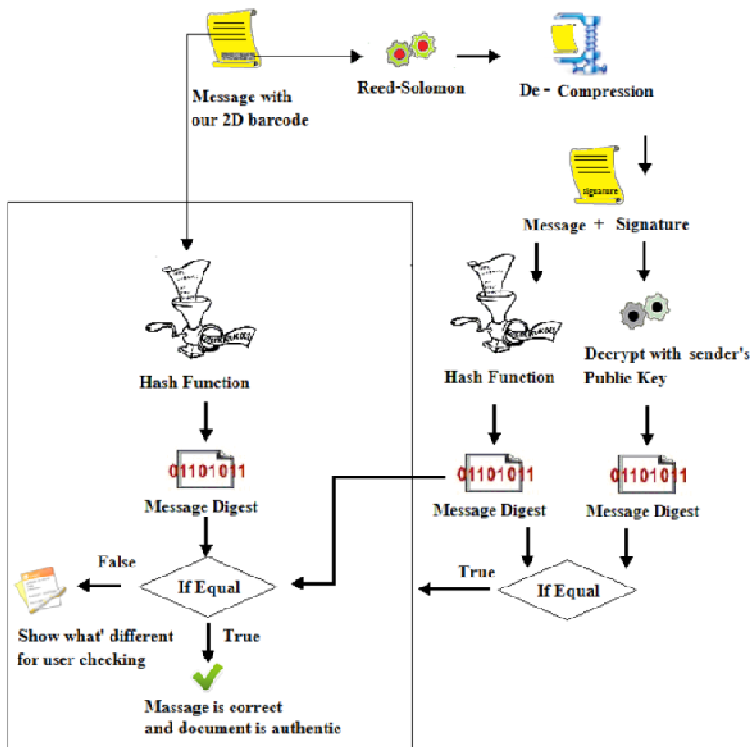 Message with
our 2D barcode
Reed-Solomon
De - Compression
signature
Message + Signature
Hash Function
Hash Function
Decrypt with sender's
Public Key
01101011
Message Digest
01101011
Message Digest
01101011
Message Digest
False
If Equal
True
If Equal
Show what' different
for user checking
True
Massage is correct
and document is authentic